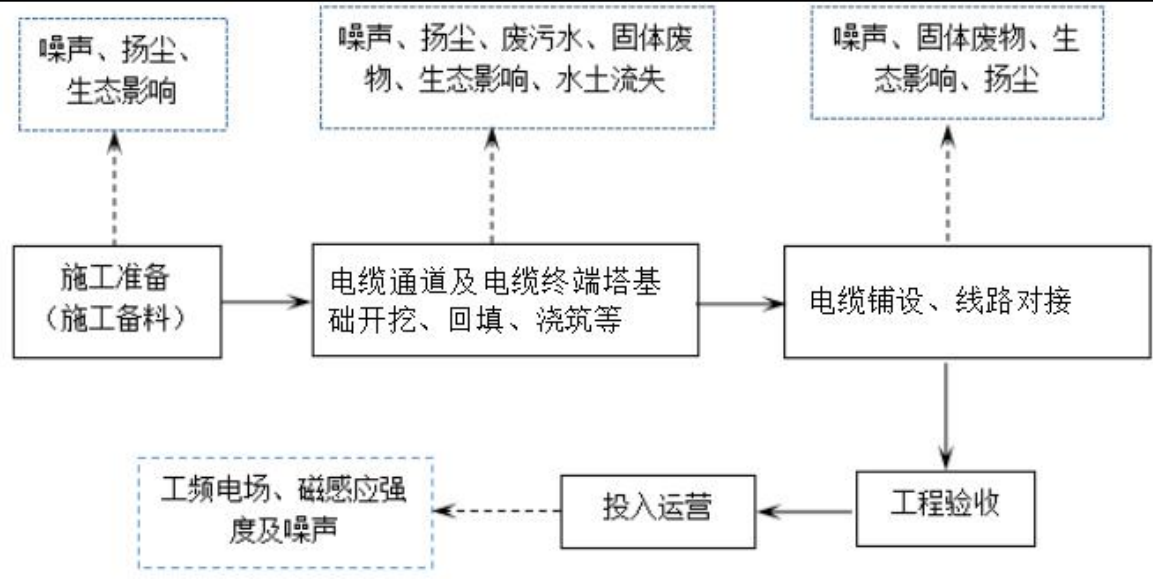 噪声、扬尘、
生态影响
噪声、扬尘、废污水、固体废
物、生态影响、水土流失
噪声、固体废物、生
态影响、扬尘
施工准备
（施工备料）
电缆通道及电缆终端塔基
础开挖、回填、浇筑等
电缆铺设、线路对接
工频电场、磁感应强
度及噪声
投入运营
工程验收